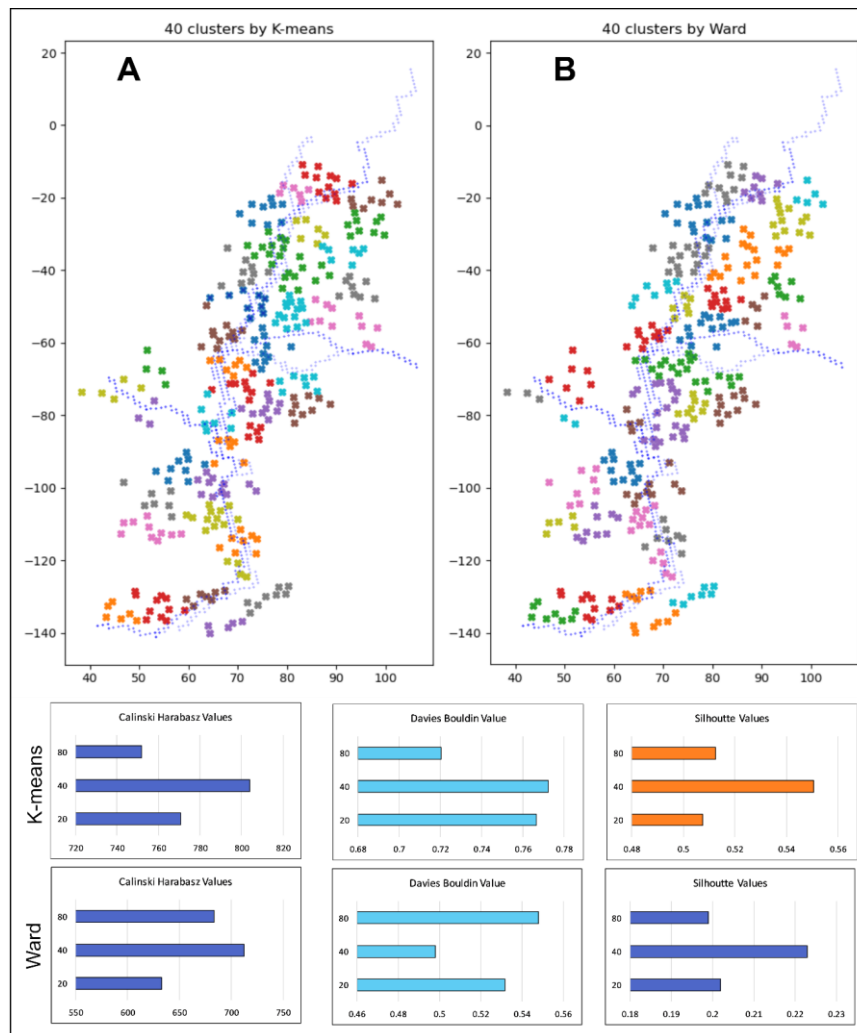 40 clusters by K-means
40 clusters by Ward
A
B
20
0
−20
−40
−60
−80
−100
−120
−140
40 50 60 70 80 90 100
20
0
−20
−40
−60
−80
−100
−120
−140
40 50 60 70 80 90 100
K-means
Calinski Harabasz Values
80
40
20
720 740 760 780 800 820
Davies Bouldin Value
80
40
20
0.68 0.7 0.72 0.74 0.76 0.78
Silhoutte Values
80
40
20
0.48 0.5 0.52 0.54 0.56
Ward
Calinski Harabasz Values
80
40
20
550 600 650 700 750
Davies Bouldin Value
80
40
20
0.46 0.48 0.5 0.52 0.54 0.56
Silhoutte Values
80
40
20
0.18 0.19 0.2 0.21 0.22 0.23